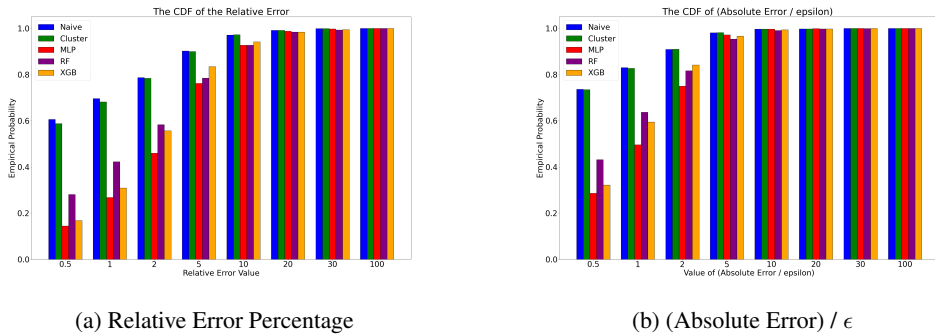 The CDF of the Relative Error
Naive
Cluster
MLP
RF
XGB
Empirical Probability
1.0
0.8
0.6
0.4
0.2
0.0
0.5 1 2 5 10 20 30 100
Relative Error Value
(a) Relative Error Percentage
The CDF of (Absolute Error / epsilon)
Naive
Cluster
MLP
RF
XGB
Empirical Probability
1.0
0.8
0.6
0.4
0.2
0.0
0.5 1 2 5 10 20 30 100
Value of (Absolute Error / epsilon)
(b) (Absolute Error) / ϵ